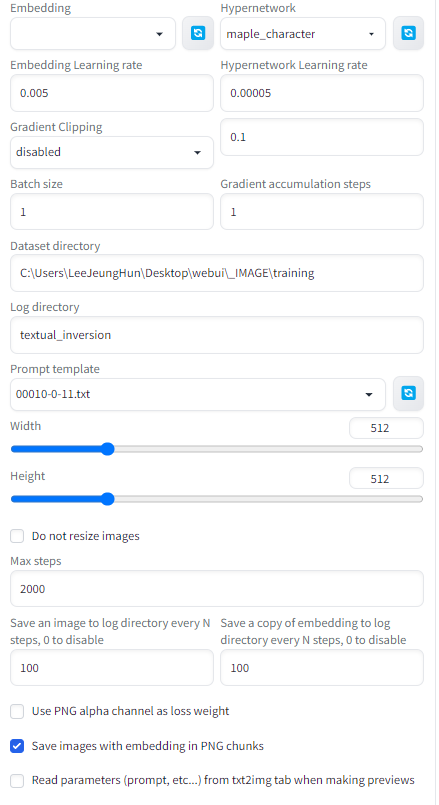 Embedding
Hypernetwork
maple_character
Embedding Learning rate
Hypernetwork Learning rate
0.005
0.00005
Gradient Clipping
disabled
0.1
Batch size
Gradient accumulation steps
1
1
Dataset directory
C:\Users\LeeJeungHun\Desktop\webui\_IMAGE\training
Log directory
textual_inversion
Prompt template
00010-0-11.txt
Width
512
Height
512
Do not resize images
Max steps
2000
Save an image to log directory every N
steps, 0 to disable
Save a copy of embedding to log
directory every N steps, 0 to disable
100
100
Use PNG alpha channel as loss weight
Save images with embedding in PNG chunks
Read parameters (prompt, etc...) from txt2img tab when making previews